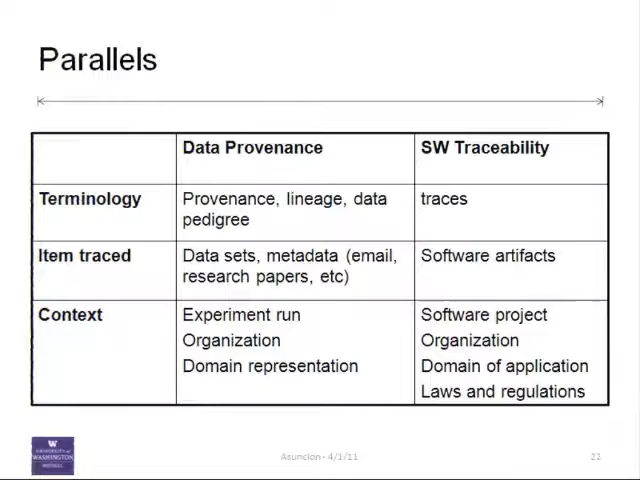 Parallels
Data Provenance
SW Traceability
Terminology
Provenance, lineage, data
pedigree
traces
Item traced
Data sets, metadata (email,
research papers, etc)
Software artifacts
Context
Experiment run
Organization
Domain representation
Software project
Organization
Domain of application
Laws and regulations
W
UNIVERSITY of
WASHINGTON
Asuncion - 4/1/11